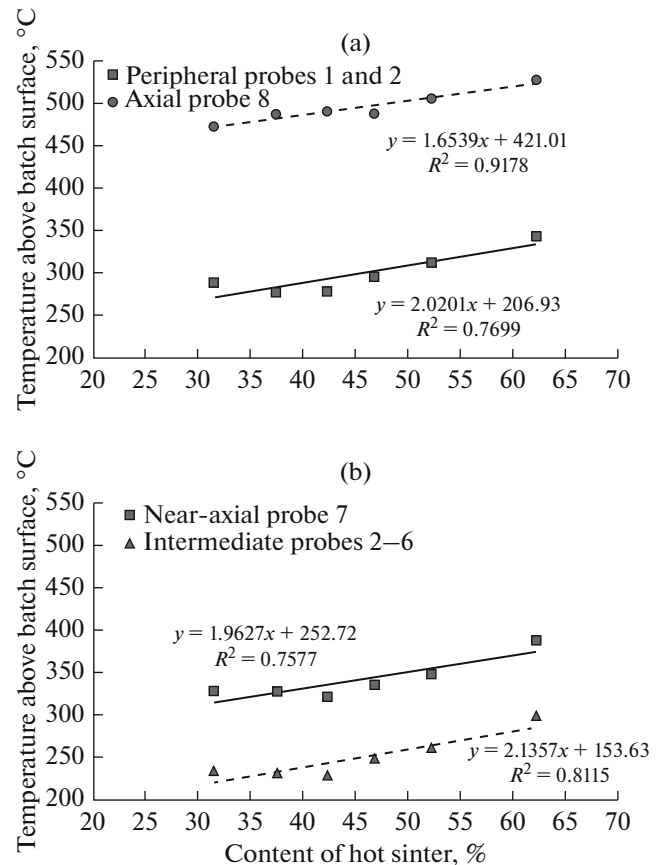 (a)
Temperature above batch surface, °C
550
500
450
400
350
300
250
200
Peripheral probes 1 and 2
Axial probe 8
y = 1.6539x + 421.01
R² = 0.9178
y = 2.0201x + 206.93
R² = 0.7699
20 25 30 35 40 45 50 55 60 65 70
(b)
Temperature above batch surface, °C
550
500
450
400
350
300
250
200
Near-axial probe 7
Intermediate probes 2–6
y = 1.9627x + 252.72
R² = 0.7577
y = 2.1357x + 153.63
R² = 0.8115
20 25 30 35 40 45 50 55 60 65 70
Content of hot sinter, %